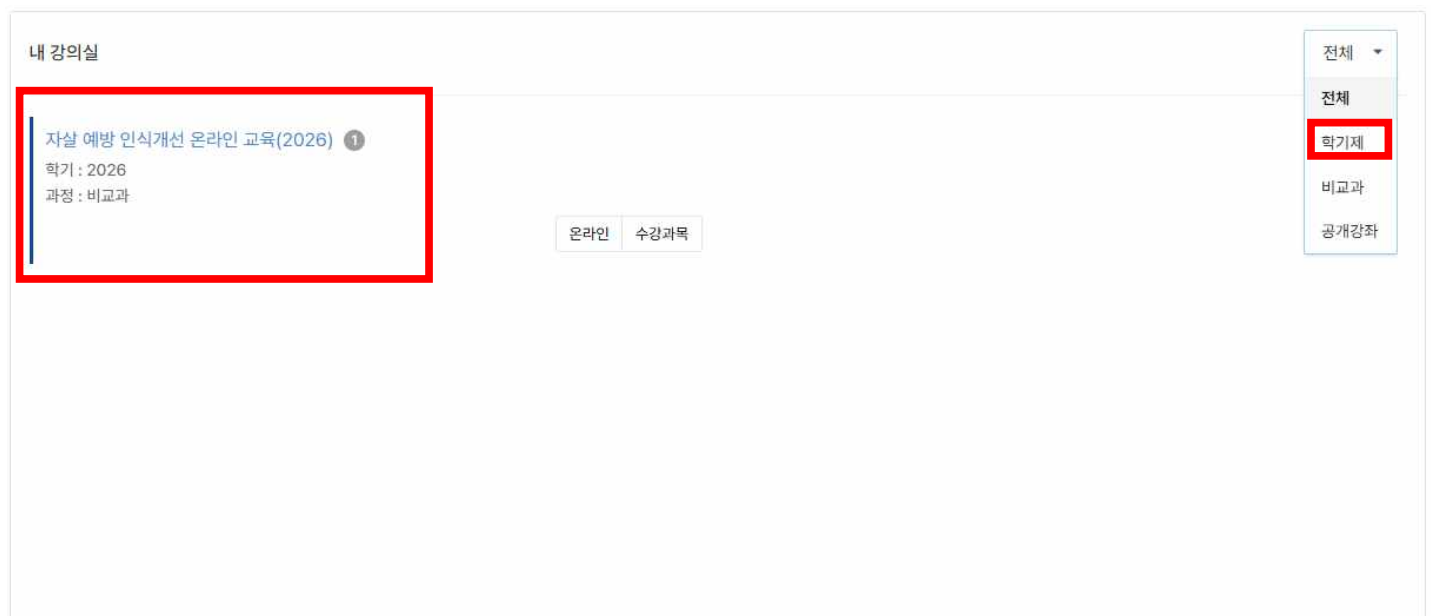 내 강의실
전체
전체
학기제
비교과
공개강좌
자살 예방 인식개선 온라인 교육(2026) 1
학기 : 2026
과정 : 비교과
온라인 수강과목